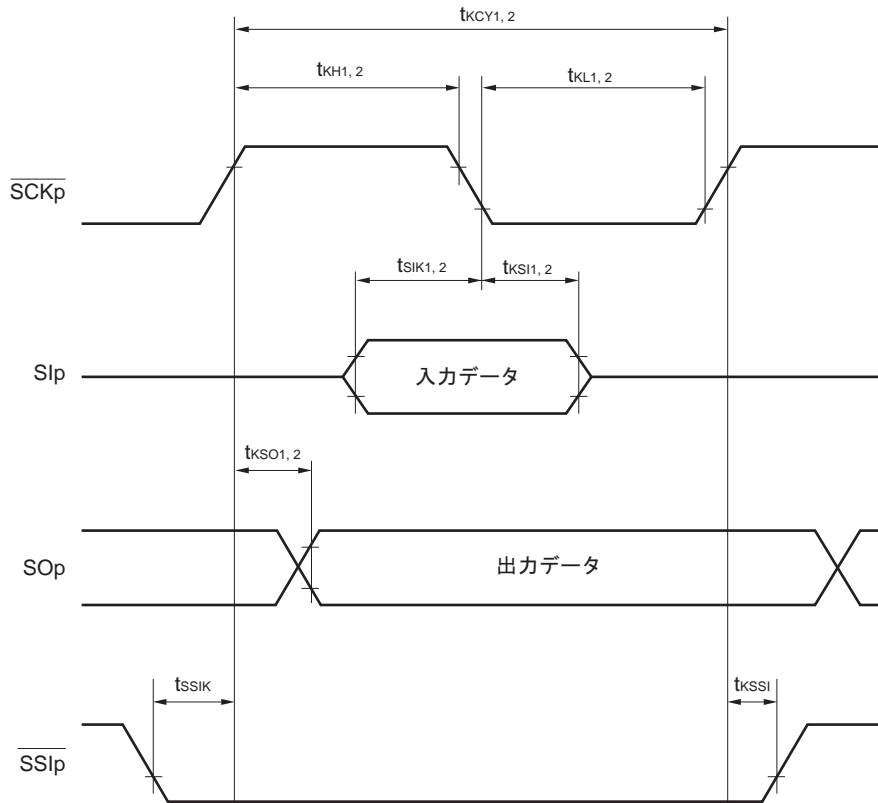 tKCY1, 2
tKH1, 2
tKL1, 2
SCKp
tSIK1, 2
tKSI1, 2
SIp
入力データ
tKSO1, 2
SOp
出力データ
tSSIK
tKSSI
SSIp